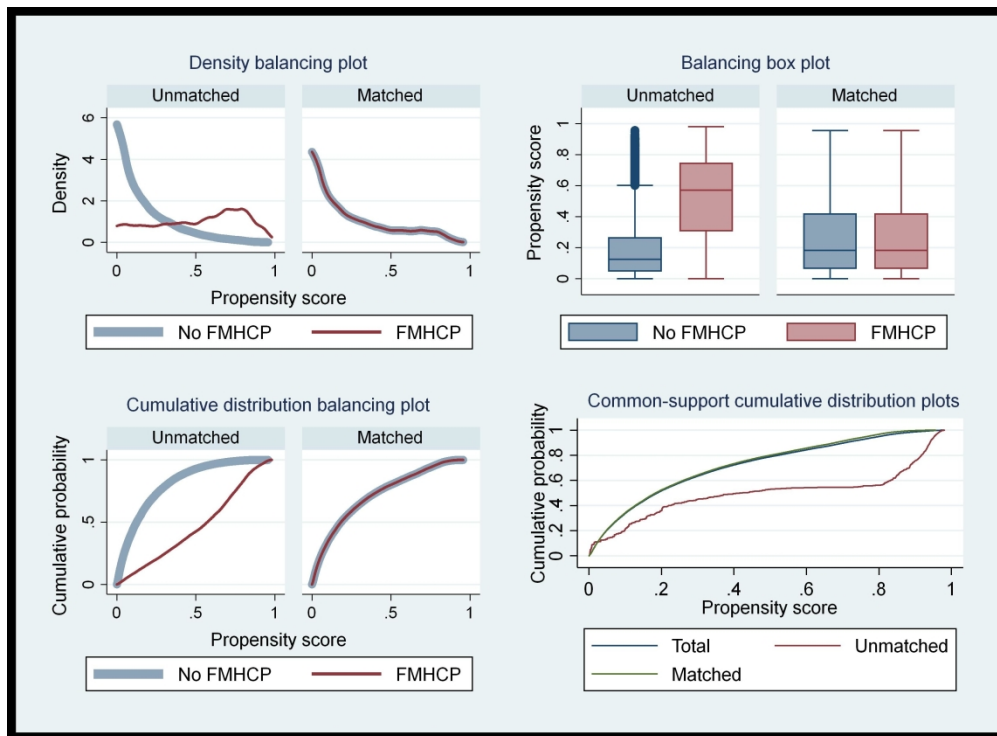 Density balancing plot
Unmatched
Matched
Density
6
4
2
0
0
.5
1
0
.5
1
Propensity score
No FMHCP
FMHCP
Balancing box plot
Unmatched
Matched
Propensity score
1
.8
.6
.4
.2
0
No FMHCP
FMHCP
Cumulative distribution balancing plot
Unmatched
Matched
Cumulative probability
1
.5
0
0
.5
1
0
.5
1
Propensity score
No FMHCP
FMHCP
Common-support cumulative distribution plots
Cumulative probability
1
.8
.6
.4
.2
0
0
.2
.4
.6
.8
1
Propensity score
Total
Unmatched
Matched